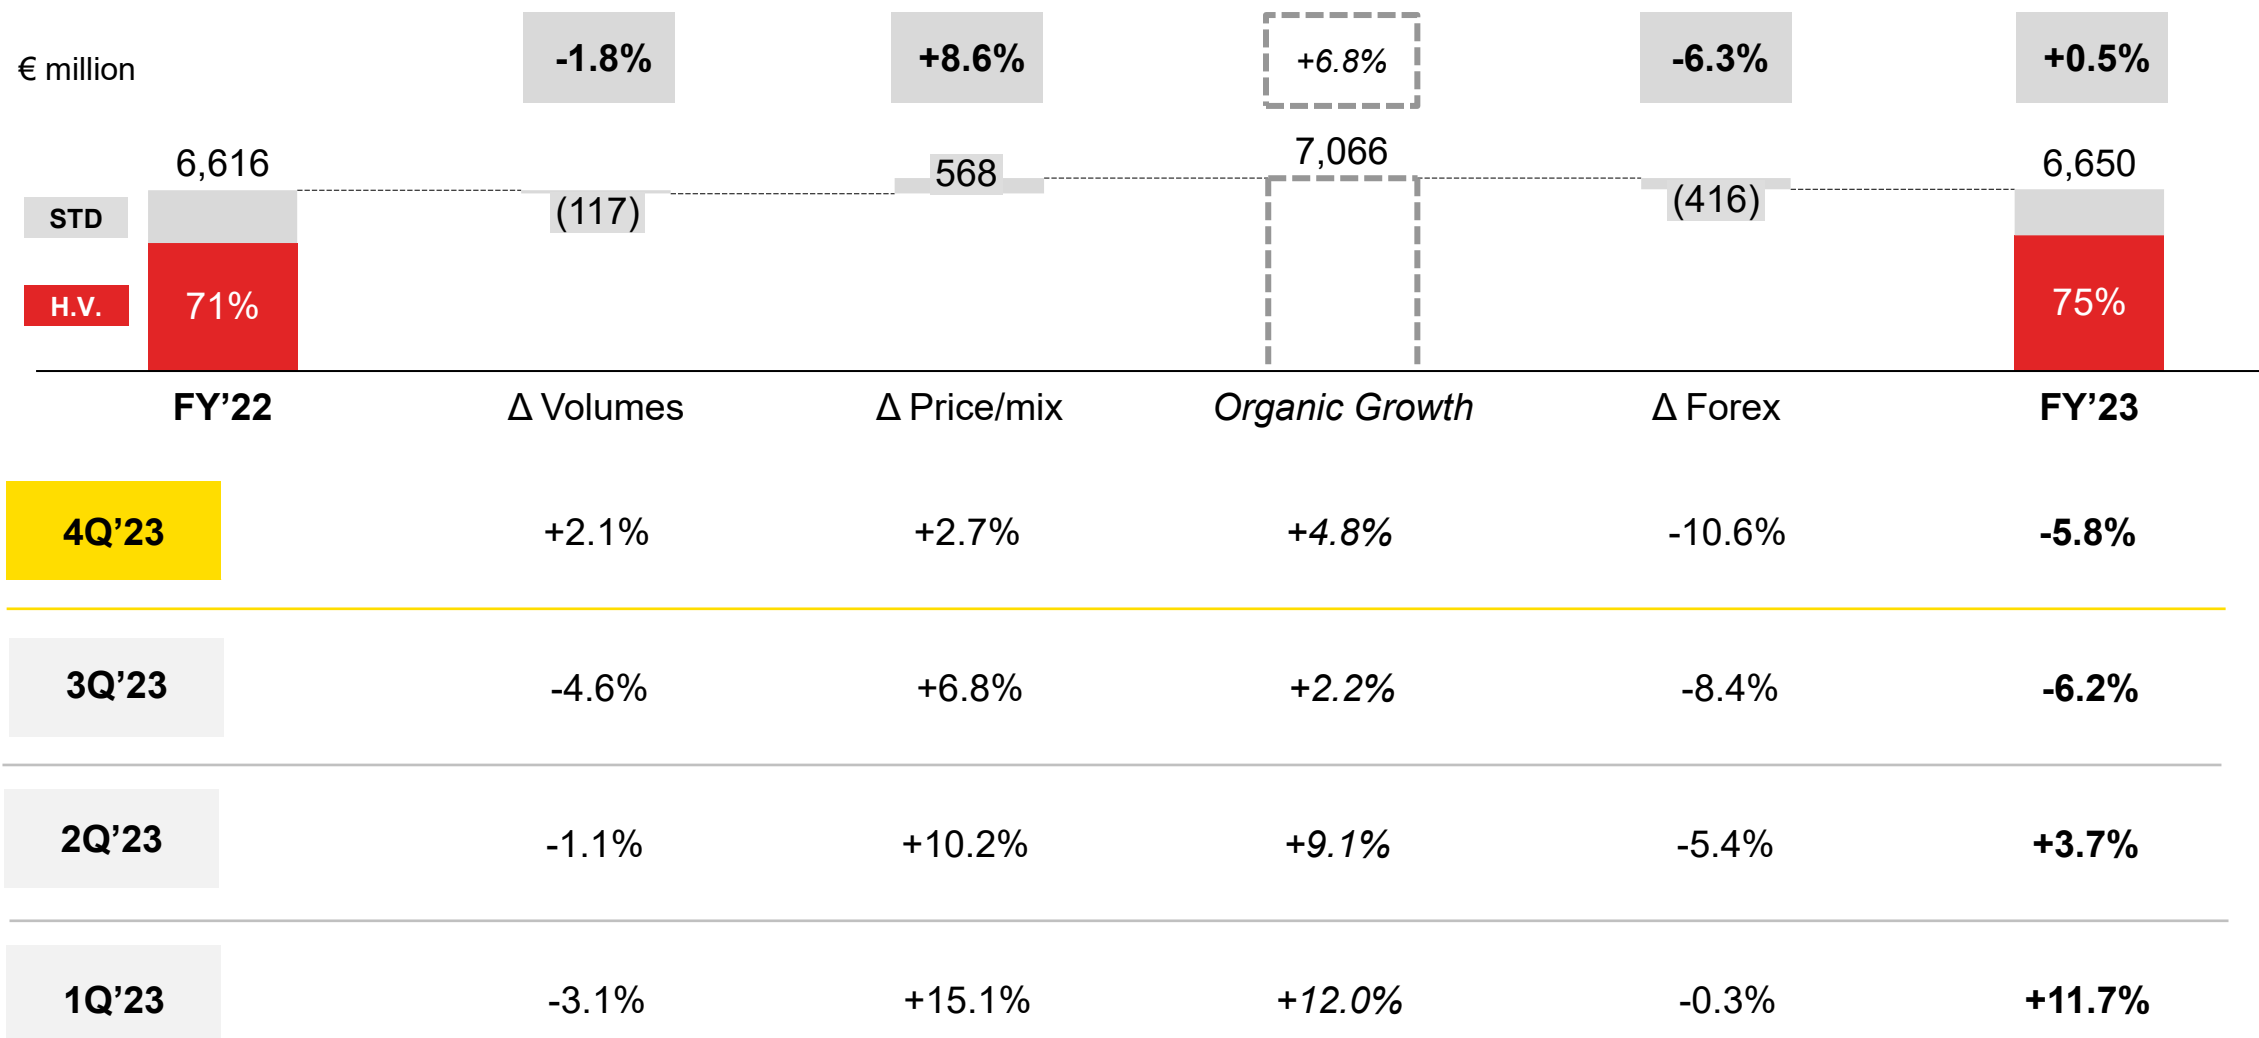 € million
-1.8%
+8.6%
+6.8%
-6.3%
+0.5%
6,616
(117)
568
7,066
(416)
6,650
STD
H.V.
71%
75%
FY’22
Δ Volumes
Δ Price/mix
Organic Growth
Δ Forex
FY’23
4Q’23 +2.1% +2.7% +4.8% -10.6% -5.8%
3Q’23 -4.6% +6.8% +2.2% -8.4% -6.2%
2Q’23 -1.1% +10.2% +9.1% -5.4% +3.7%
1Q’23 -3.1% +15.1% +12.0% -0.3% +11.7%